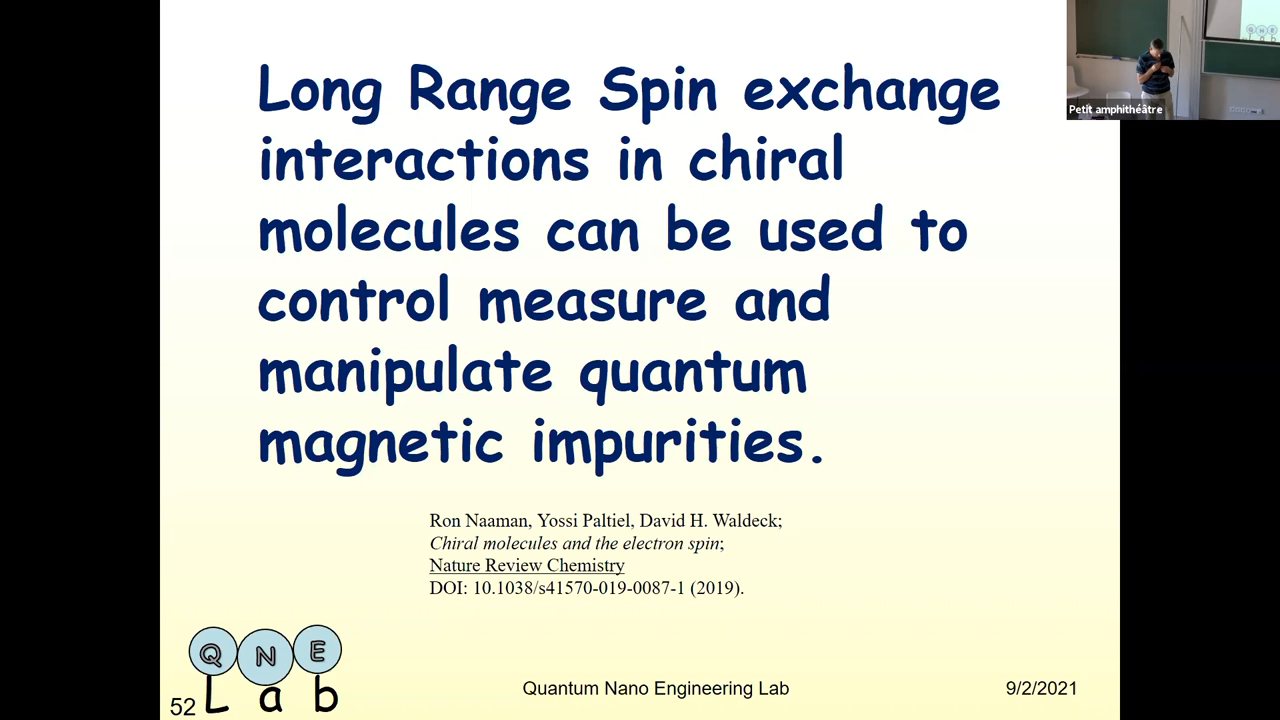 Long Range Spin exchange
interactions in chiral
molecules can be used to
control measure and
manipulate quantum
magnetic impurities.
Ron Naaman, Yossi Paltiel, David H. Waldeck;
Chiral molecules and the electron spin;
Nature Review Chemistry
DOI: 10.1038/s41570-019-0087-1 (2019).
Q N E
Lab
52
Quantum Nano Engineering Lab
9/2/2021
Petit amphithéâtre